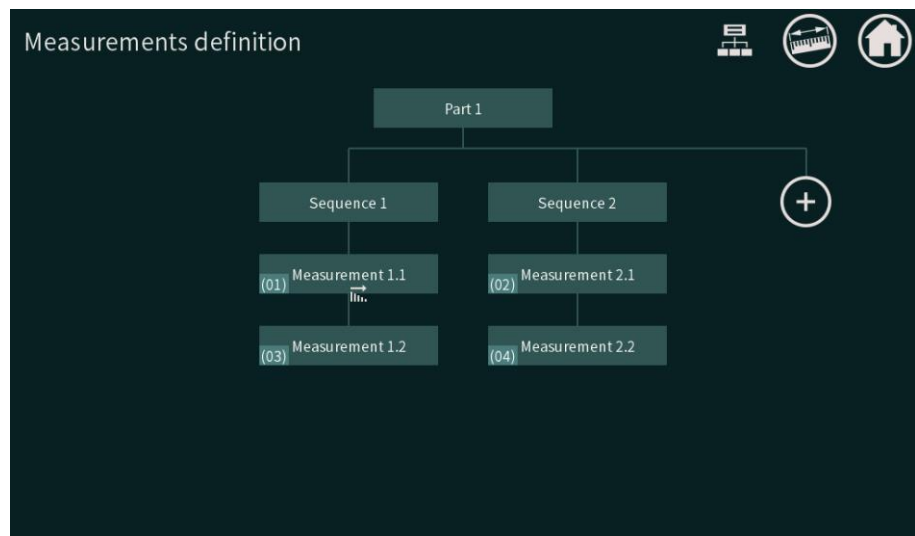 Measurements definition
Part 1
Sequence 1
Sequence 2
+
(01) Measurement 1.1
(02) Measurement 2.1
(03) Measurement 1.2
(04) Measurement 2.2